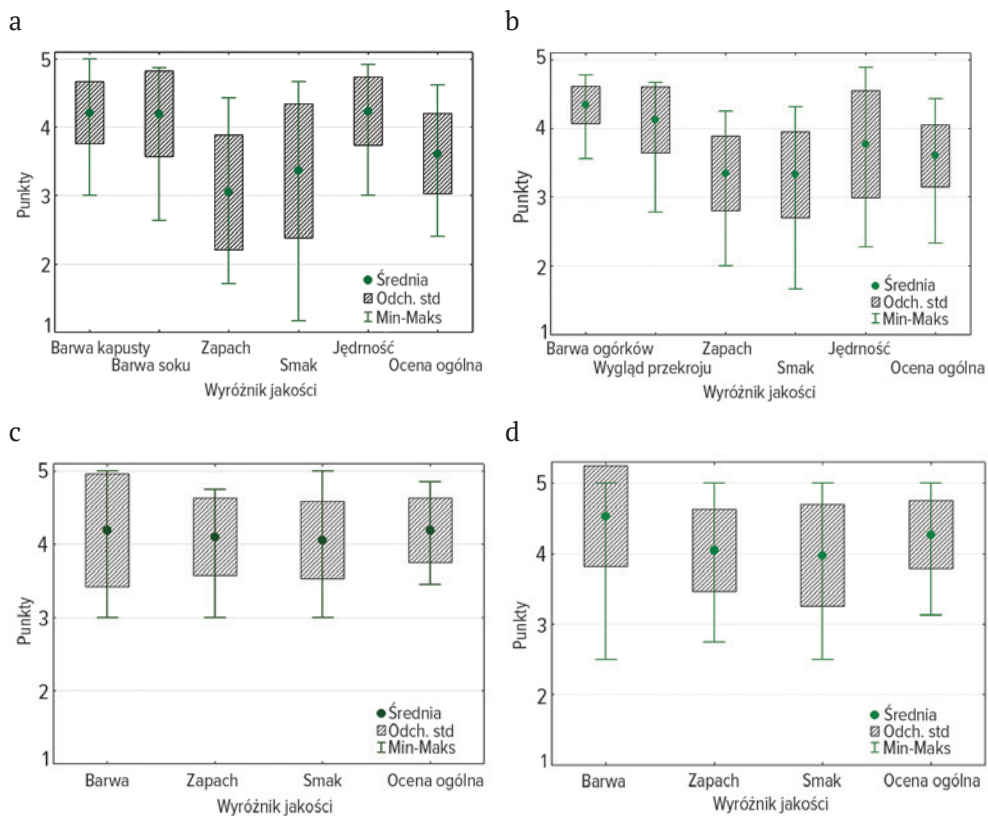 a
5
4
3
2
1
Punkty
Średnia
Odch. std
Min-Maks
Barwa kapusty
Zapach
Jędrność
Barwa soku
Smak
Ocena ogólna
Wyróżnik jakości
b
5
4
3
2
1
Punkty
Średnia
Odch. std
Min-Maks
Barwa ogórków
Zapach
Jędrność
Wygląd przekroju
Smak
Ocena ogólna
Wyróżnik jakości
c
5
4
3
2
1
Punkty
Średnia
Odch. std
Min-Maks
Barwa
Zapach
Smak
Ocena ogólna
Wyróżnik jakości
d
5
4
3
2
1
Punkty
Średnia
Odch. std
Min-Maks
Barwa
Zapach
Smak
Ocena ogólna
Wyróżnik jakości